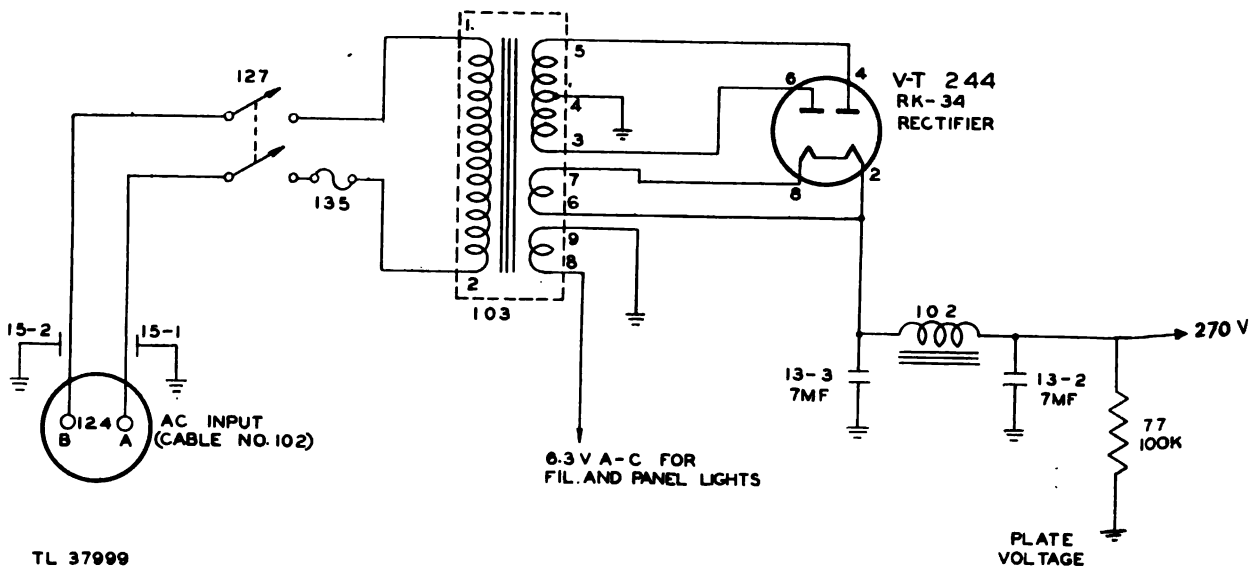 1.
127
5
V-T 244
RK-34
RECTIFIER
6
4
4
3
135
7
8
2
6
9
2
8
103
15-2
15-1
102
270 V
13-3
7MF
13-2
7MF
77
100K
124
B
A
AC INPUT
(CABLE NO. 102)
6.3 V A-C FOR
FIL. AND PANEL LIGHTS
PLATE
VOLTAGE
TL 37999